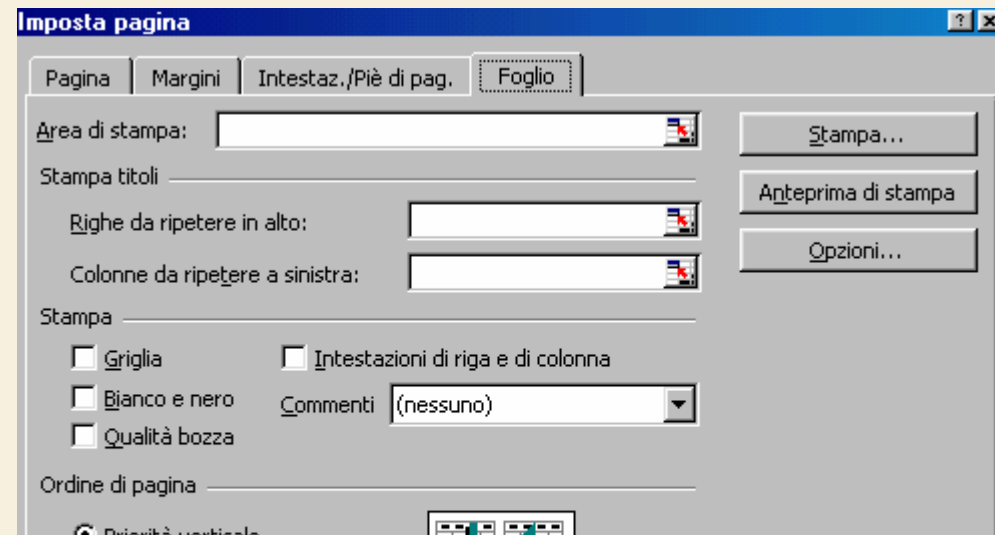 Imposta pagina
Pagina Margini Intestaz./Piè di pag. Foglio
Area di stampa: Stampa...
Stampa titoli Anteprima di stampa
Righe da ripetere in alto:
Opzioni...
Colonne da ripetere a sinistra:
Stampa
Griglia Intestazioni di riga e di colonna
Bianco e nero Commenti (nessuno)
Qualità bozza
Ordine di pagina
Priorità verticale